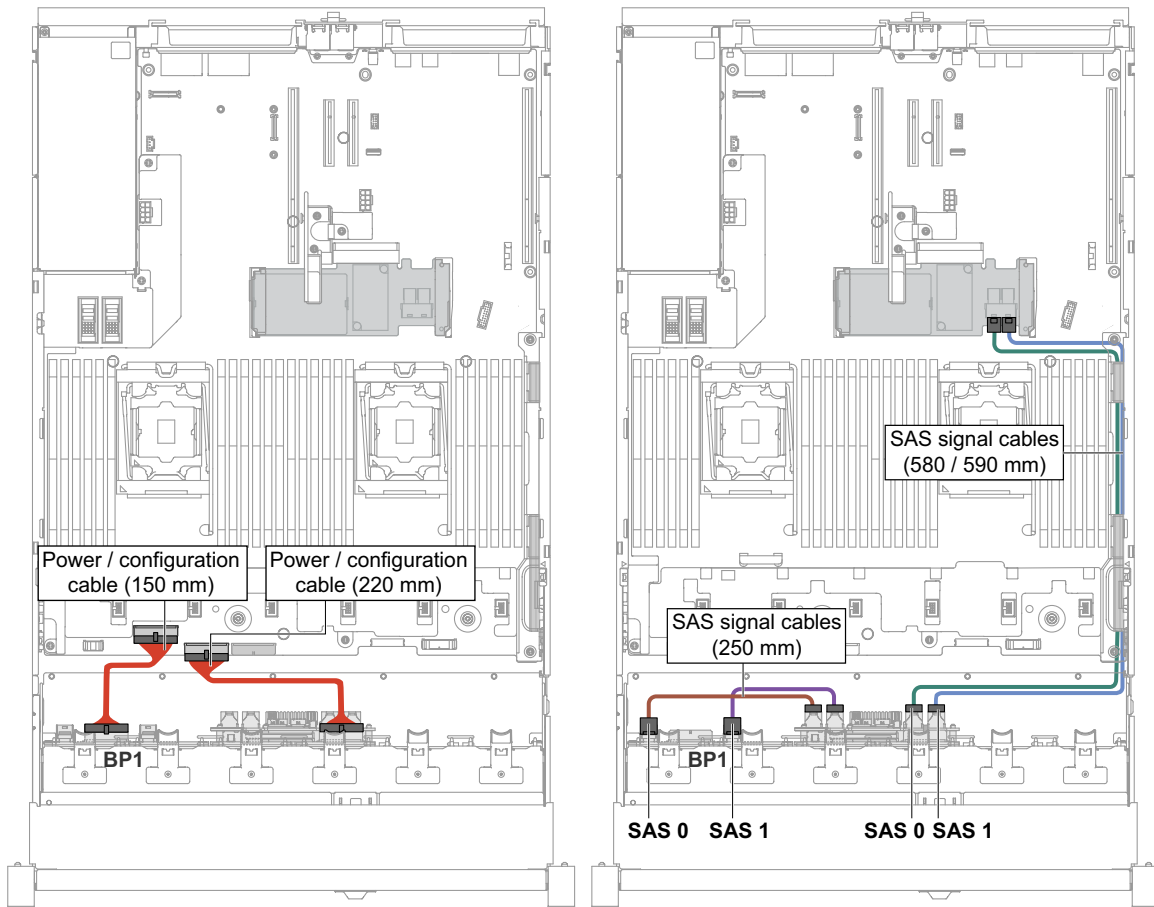 Power / configuration
cable (150 mm)
Power / configuration
cable (220 mm)
BP1
SAS signal cables
(580 / 590 mm)
SAS signal cables
(250 mm)
BP1
SAS 0
SAS 1
SAS 0
SAS 1